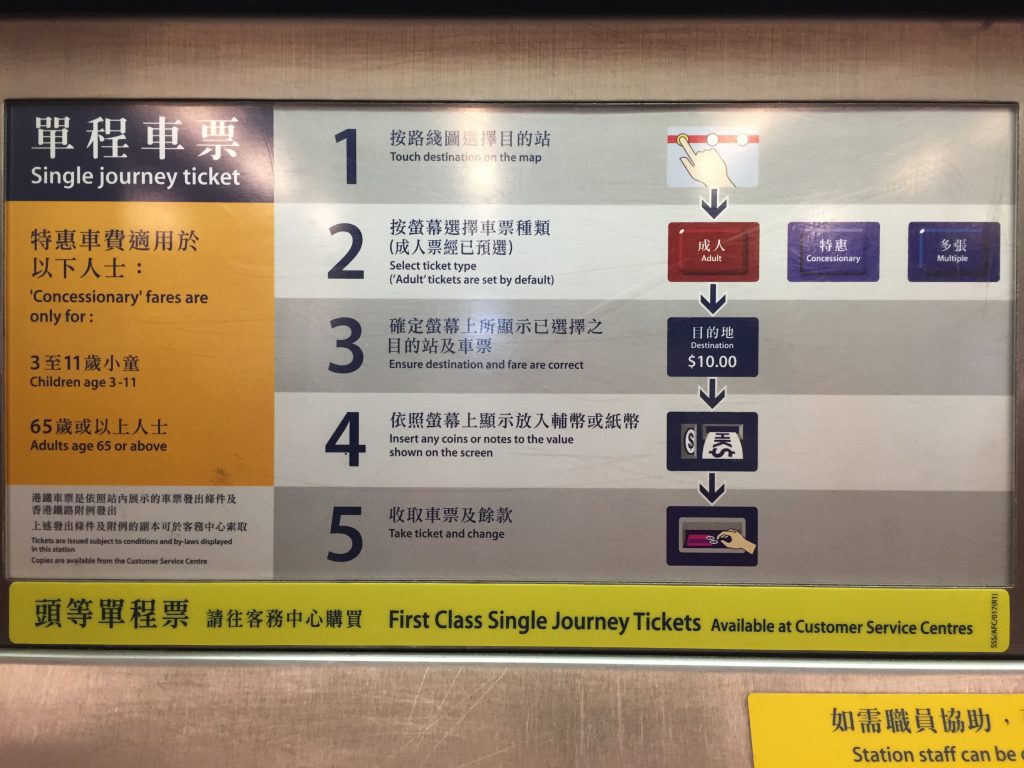 單程車票
Single journey ticket
特惠車費適用於
以下人士：
'Concessionary' fares are
only for :
3至11歲小童
Children age 3-11
65歲或以上人士
Adults age 65 or above
港鐵車票是依照站內展示的車票發出條件及
香港鐵路附例發出
上述發出條件及附例的副本可於客務中心索取
Tickets are issued subject to conditions and by-laws displayed
in this station
Copies are available from the Customer Service Centre
1
按路綫圖選擇目的站
Touch destination on the map
2
按螢幕選擇車票種類
(成人票經已預選)
Select ticket type
('Adult' tickets are set by default)
成人
Adult
特惠
Concessionary
多張
Multiple
3
確定螢幕上所顯示已選擇之
目的站及車票
Ensure destination and fare are correct
目的地
Destination
$10.00
4
依照螢幕上顯示放入輔幣或紙幣
Insert any coins or notes to the value
shown on the screen
$
HK$
5
收取車票及餘款
Take ticket and change
頭等單程票 請往客務中心購買 First Class Single Journey Tickets Available at Customer Service Centres
SSS/AFC/017(R1)
如需職員協助，
Station staff can be